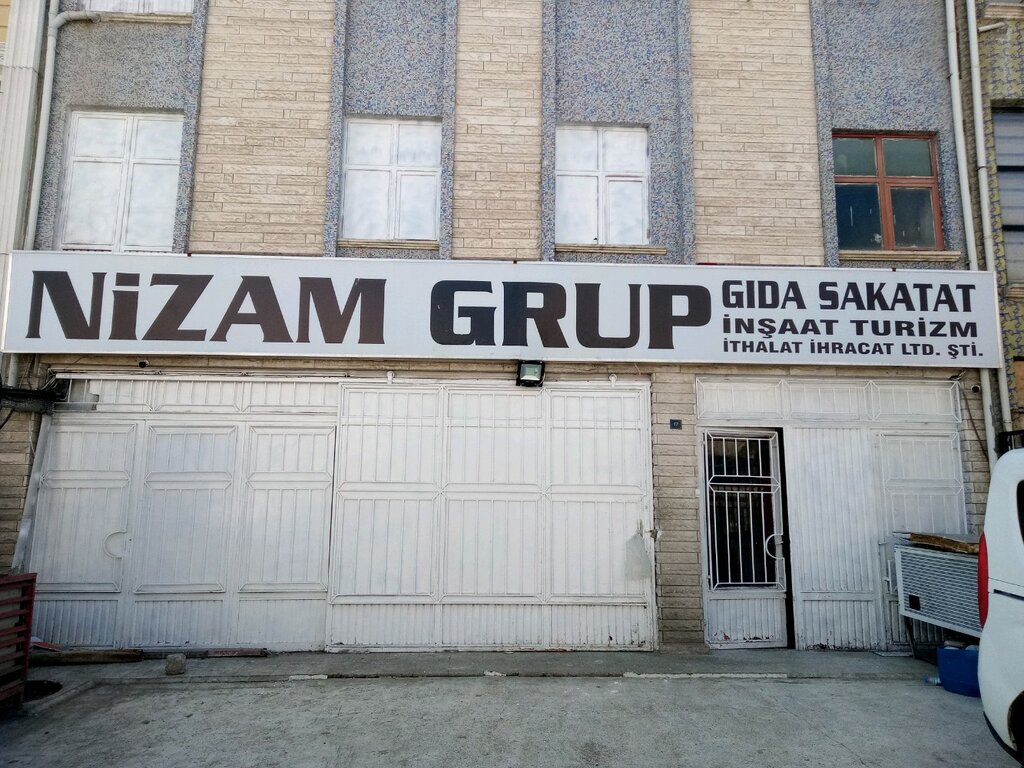 NiZAM GRUP
GIDA SAKATAT
İNŞAAT TURİZM
İTHALAT İHRACAT LTD. ŞTİ.